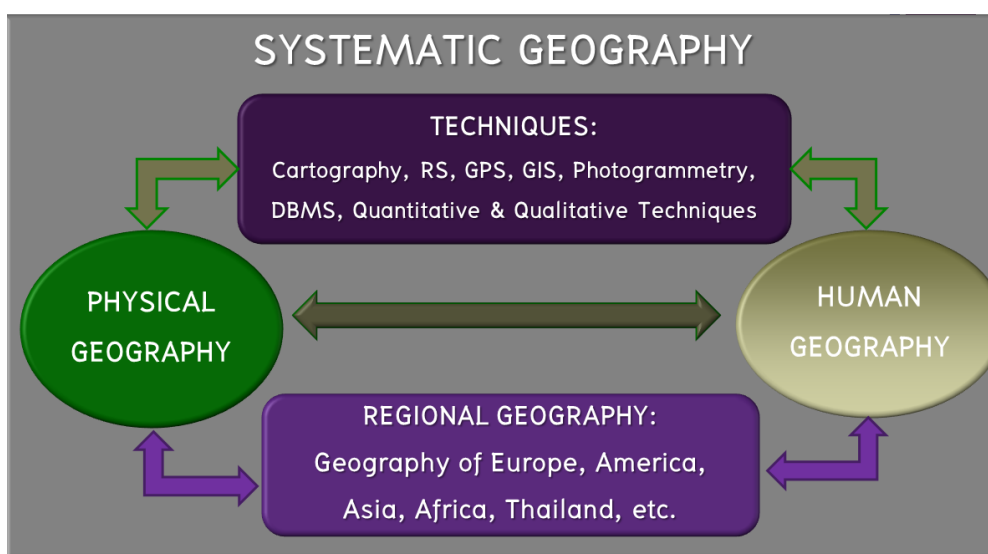 SYSTEMATIC GEOGRAPHY
TECHNIQUES:
Cartography, RS, GPS, GIS, Photogrammetry,
DBMS, Quantitative & Qualitative Techniques
PHYSICAL
GEOGRAPHY
HUMAN
GEOGRAPHY
REGIONAL GEOGRAPHY:
Geography of Europe, America,
Asia, Africa, Thailand, etc.